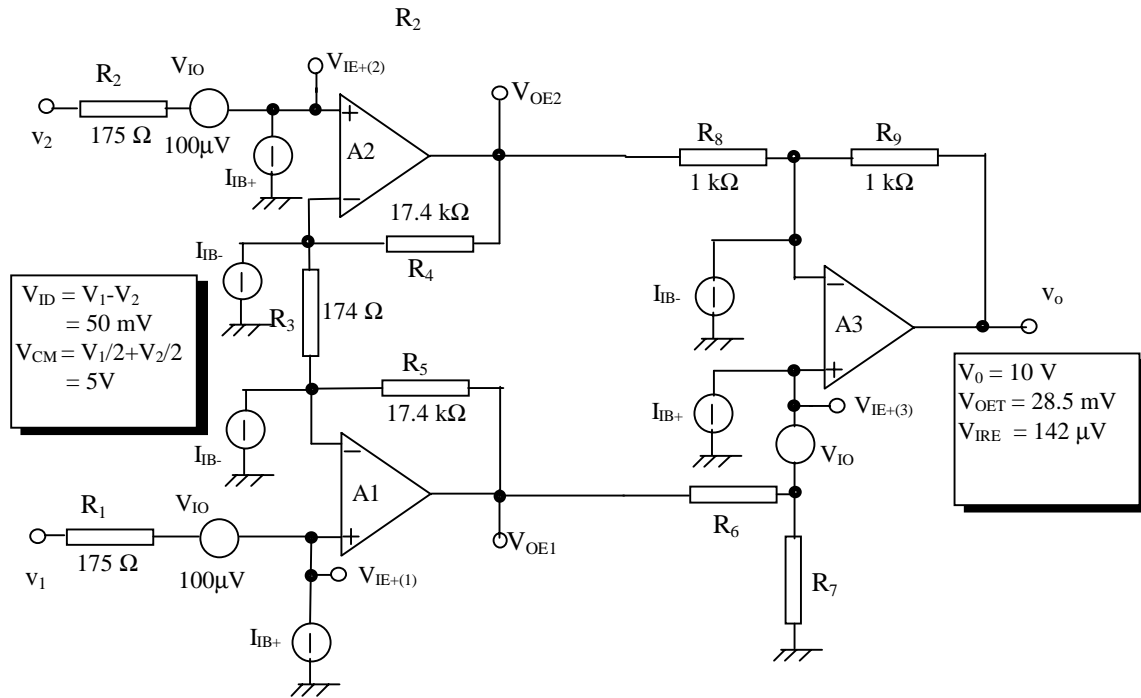 R2
R2
VIO
VIE+(2)
VOE2
v2
175 Ω
100µV
+
A2
−
IIB+
R8
R9
1 kΩ
1 kΩ
17.4 kΩ
R4
IIB-
IIB-
VID = V1-V2
= 50 mV
VCM = V1/2+V2/2
= 5V
R3
174 Ω
−
A3
+
vo
R5
17.4 kΩ
IIB-
IIB+
VIE+(3)
VIO
V0 = 10 V
VOET = 28.5 mV
VIRE = 142 µV
−
A1
+
R1
VIO
175 Ω
100µV
v1
VOE1
R6
VIE+(1)
R7
IIB+